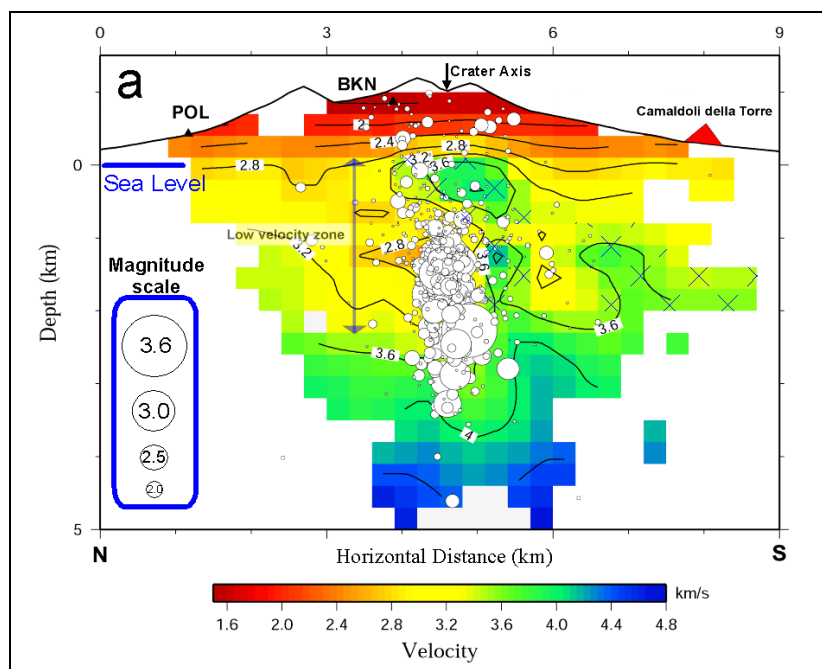 0 3 6 9
a
Crater Axis
BKN
POL
Camaldoli della Torre
2
2.4
2.8
2.8
3.2
3.6
0
Sea Level
Low velocity zone
3.2
2.8
3.6
3.6
3.6
4
Depth (km)
Magnitude
scale
3.6
3.0
2.5
2.0
5
N
3
Horizontal Distance (km)
6
S
km/s
1.6 2.0 2.4 2.8 3.2 3.6 4.0 4.4 4.8
Velocity